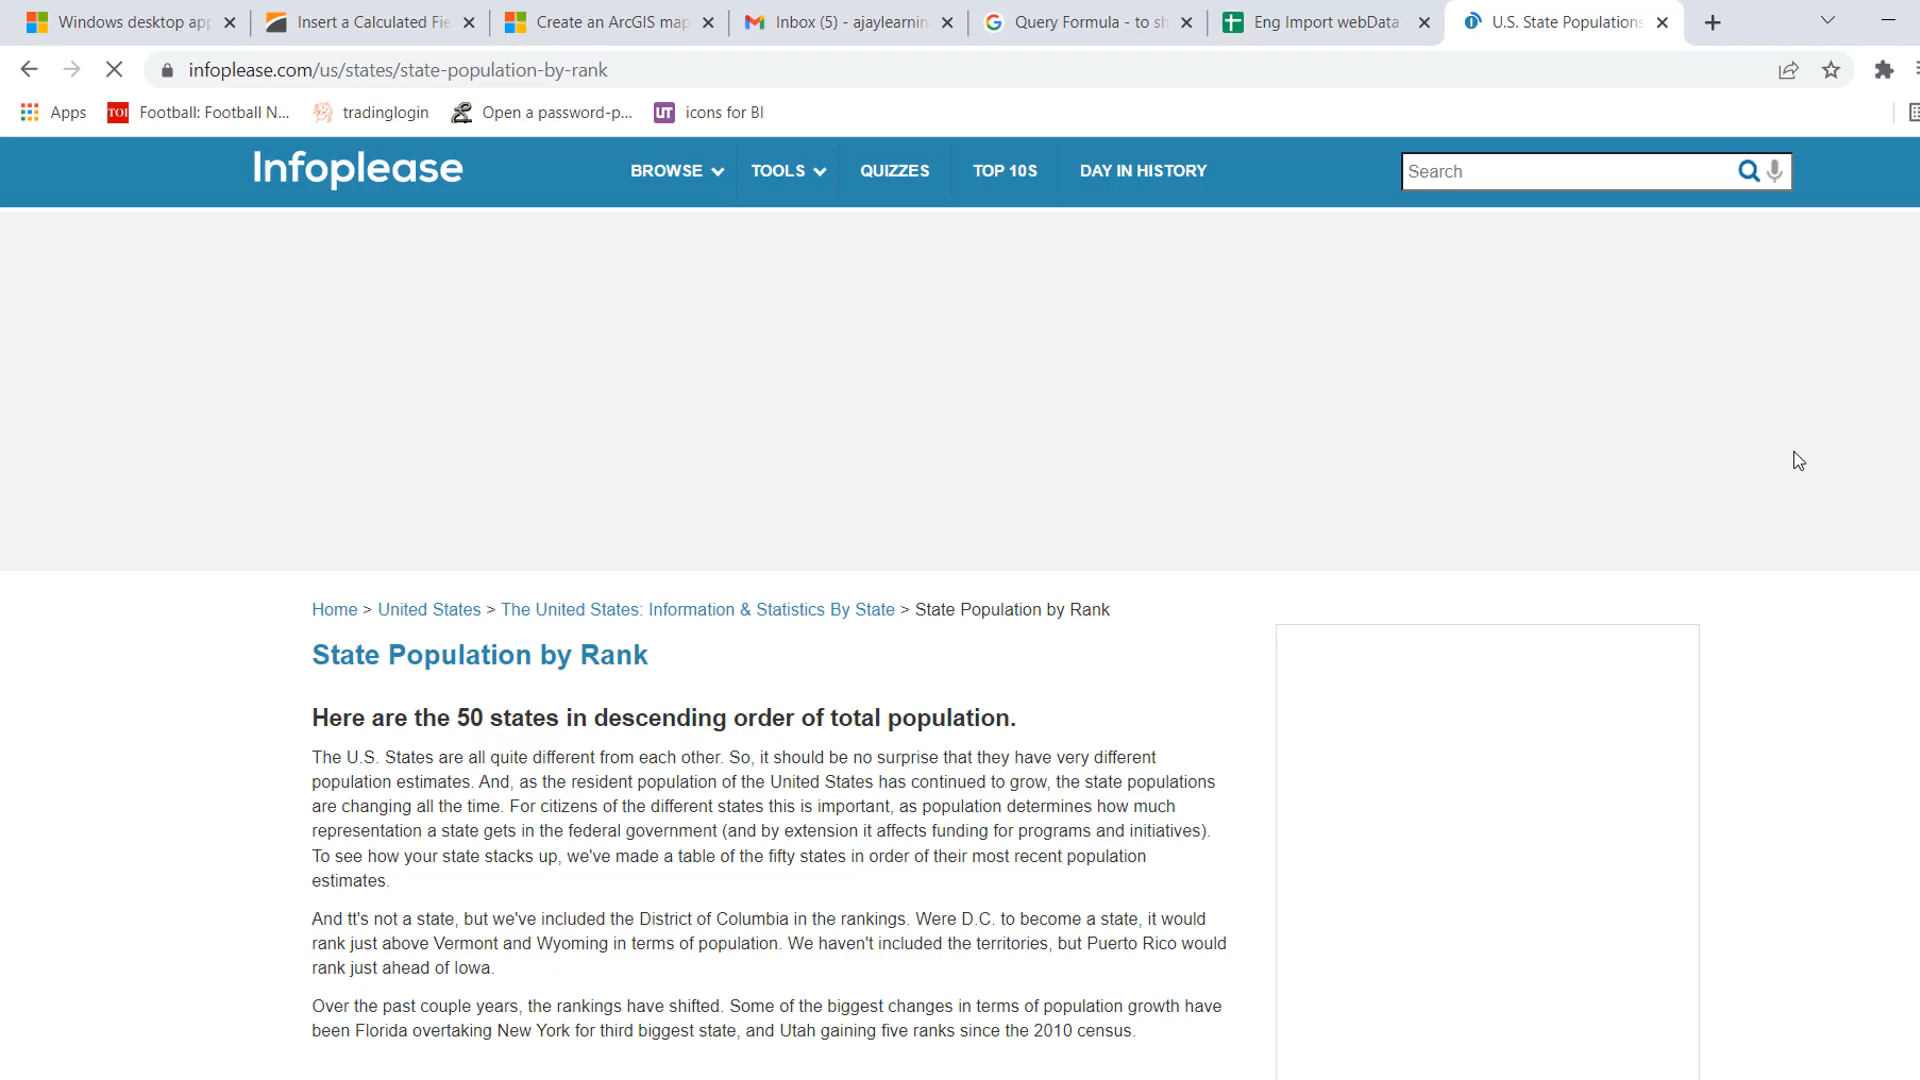 Windows desktop app
Insert a Calculated Fie
Create an ArcGIS map
Inbox (5) - ajaylearnin
Query Formula - to sh
Eng Import webData
U.S. State Populations
infoplease.com/us/states/state-population-by-rank
Apps
TOI
Football: Football N...
tradinglogin
Open a password-p...
UT
icons for BI
Infoplease
BROWSE
TOOLS
QUIZZES
TOP 10S
DAY IN HISTORY
Search
Home > United States > The United States: Information & Statistics By State > State Population by Rank
State Population by Rank
Here are the 50 states in descending order of total population.
The U.S. States are all quite different from each other. So, it should be no surprise that they have very different
population estimates. And, as the resident population of the United States has continued to grow, the state populations
are changing all the time. For citizens of the different states this is important, as population determines how much
representation a state gets in the federal government (and by extension it affects funding for programs and initiatives).
To see how your state stacks up, we've made a table of the fifty states in order of their most recent population
estimates.
And tt's not a state, but we've included the District of Columbia in the rankings. Were D.C. to become a state, it would
rank just above Vermont and Wyoming in terms of population. We haven't included the territories, but Puerto Rico would
rank just ahead of Iowa.
Over the past couple years, the rankings have shifted. Some of the biggest changes in terms of population growth have
been Florida overtaking New York for third biggest state, and Utah gaining five ranks since the 2010 census.